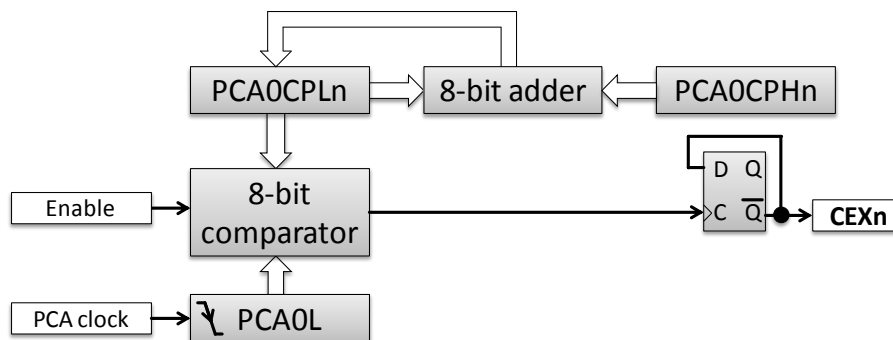 PCA0CPLn
8-bit adder
PCA0CPHn
Enable
8-bit
comparator
D Q
C Q̅
CEXn
PCA clock
PCA0L